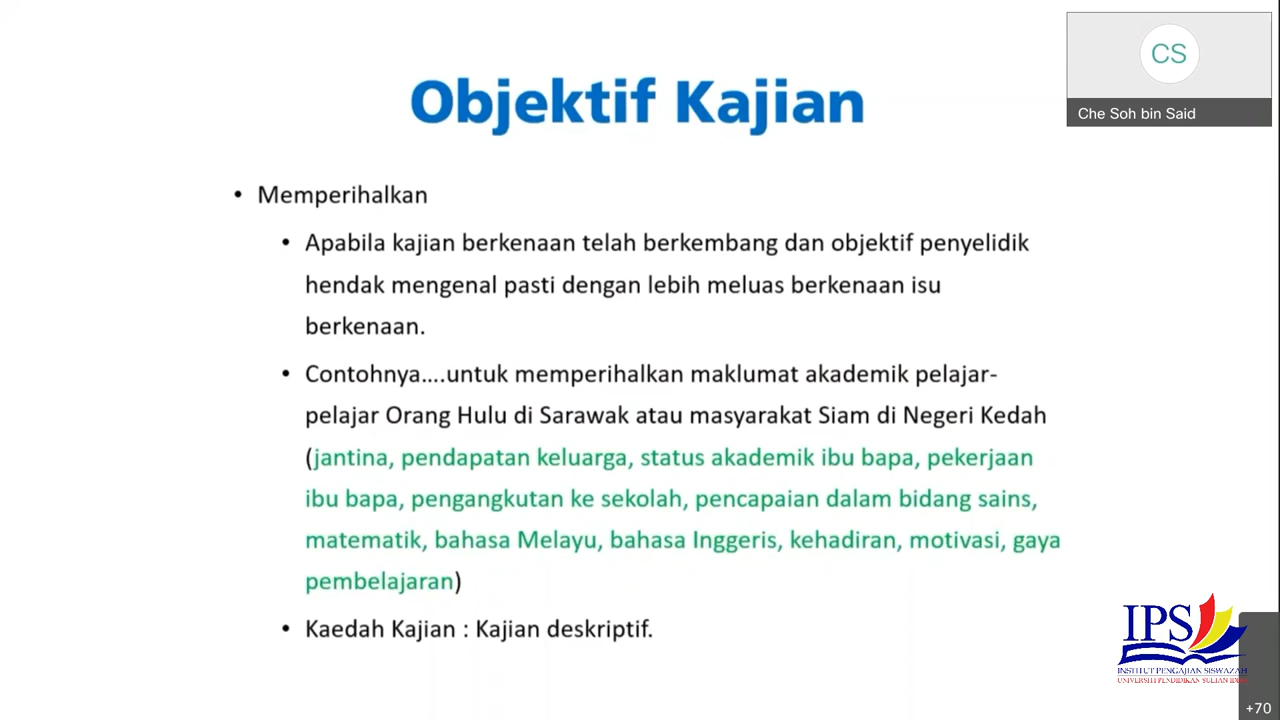 Objektif Kajian
CS
Che Soh bin Said
• Memperihalkan
• Apabila kajian berkenaan telah berkembang dan objektif penyelidik
hendak mengenal pasti dengan lebih meluas berkenaan isu
berkenaan.
• Contohnya....untuk memperihalkan maklumat akademik pelajar-
pelajar Orang Hulu di Sarawak atau masyarakat Siam di Negeri Kedah
(jantina, pendapatan keluarga, status akademik ibu bapa, pekerjaan
ibu bapa, pengangkutan ke sekolah, pencapaian dalam bidang sains,
matematik, bahasa Melayu, bahasa Inggeris, kehadiran, motivasi, gaya
pembelajaran)
• Kaedah Kajian : Kajian deskriptif.
IPS
INSTITUT PENGAJIAN SISWAZAH
UNIVERSITI PENDIDIKAN SULTAN
+70